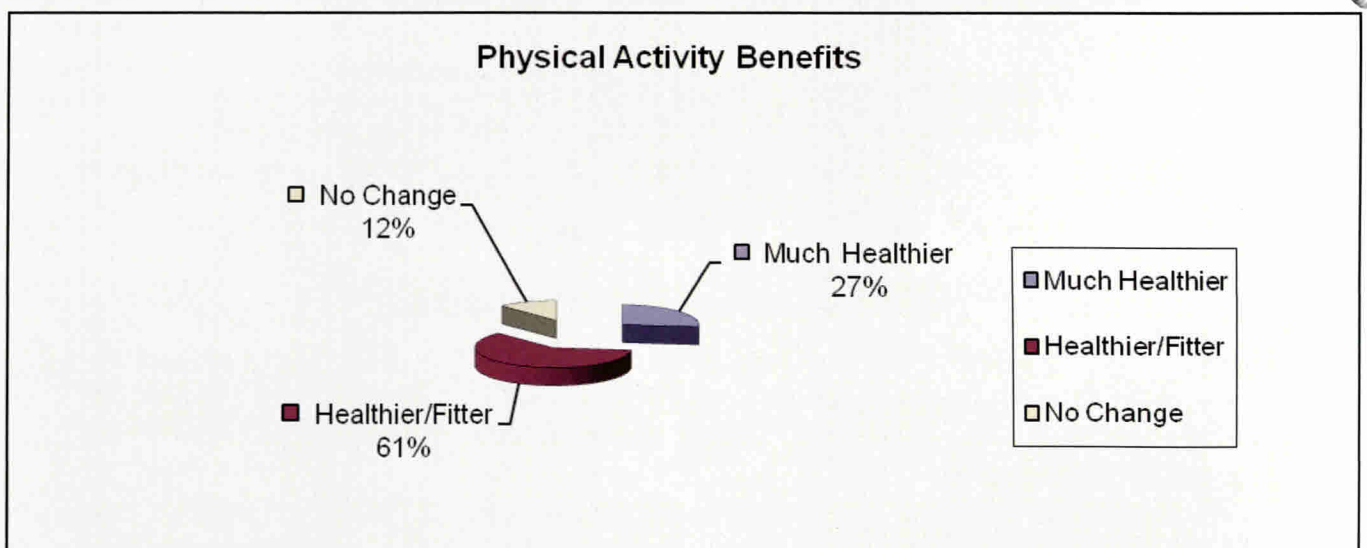 Physical Activity Benefits
No Change
12%
Much Healthier
27%
Healthier/Fitter
61%
Much Healthier
Healthier/Fitter
No Change